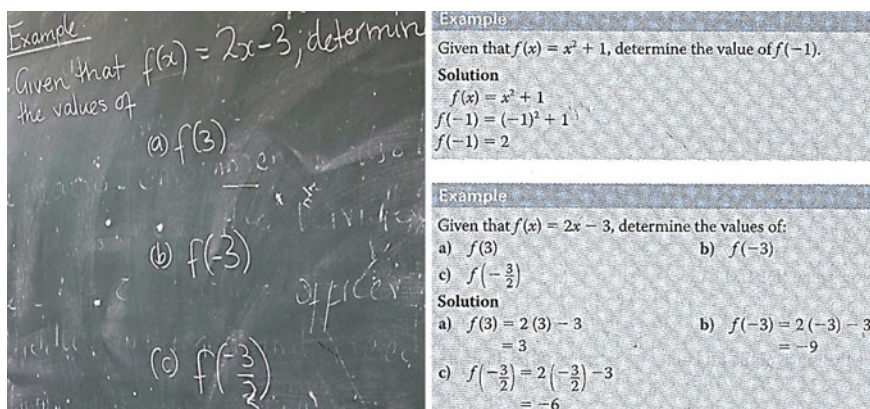 Example.
Given that f(x) = 2x-3; determin
the values of
(a) f(3)
(b) f(-3)
officer
(c) f(-3/2)
Example
Given that f(x) = x² + 1, determine the value of f(−1).
Solution
f(x) = x² + 1
f(−1) = (−1)² + 1
f(−1) = 2
Example
Given that f(x) = 2x − 3, determine the values of:
a) f(3) b) f(−3)
c) f(−3/2)
Solution
a) f(3) = 2(3) − 3 b) f(−3) = 2(−3) − 3
= 3 = −9
c) f(−3/2) = 2(−3/2) −3
= −6